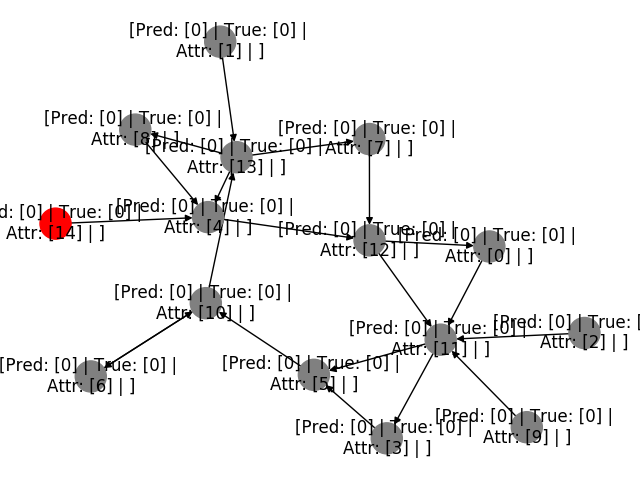 [Pred: [0] | True: [0] |
Attr: [1] | ]
[Pred: [0] | True: [0] |
Attr: [8] | ]
[Pred: [0] | True: [0] |
Attr: [7] | ]
[Pred: [0] | True: [0] |
Attr: [13] | ]
d: [0] | True: [0] |
Attr: [14] | ]
[Pred: [0] | True: [0] |
Attr: [4] | ]
[Pred: [0] | True: [0] |
Attr: [12] | ]
[Pred: [0] | True: [0] |
Attr: [0] | ]
[Pred: [0] | True: [0] |
Attr: [10] | ]
[Pred: [0] | True: [0] |
Attr: [11] | ]
[Pred: [0] | True: [
Attr: [2] | ]
[Pred: [0] | True: [0] |
Attr: [6] | ]
[Pred: [0] | True: [0] |
Attr: [5] | ]
[Pred: [0] | True: [0] |
Attr: [3] | ]
[Pred: [0] | True: [0] |
Attr: [9] | ]